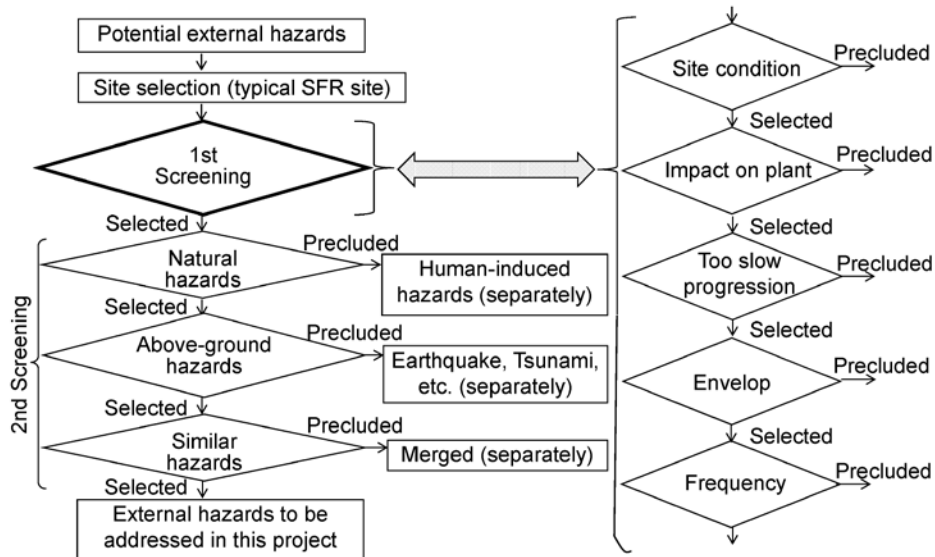 Potential external hazards
Site selection (typical SFR site)
1st
Screening
Selected
2nd Screening
Natural
hazards
Precluded
Human-induced
hazards (separately)
Selected
Above-ground
hazards
Precluded
Earthquake, Tsunami,
etc. (separately)
Selected
Similar
hazards
Precluded
Merged (separately)
Selected
External hazards to be
addressed in this project
Site condition
Precluded
Selected
Impact on plant
Precluded
Selected
Too slow
progression
Precluded
Selected
Envelop
Precluded
Selected
Frequency
Precluded